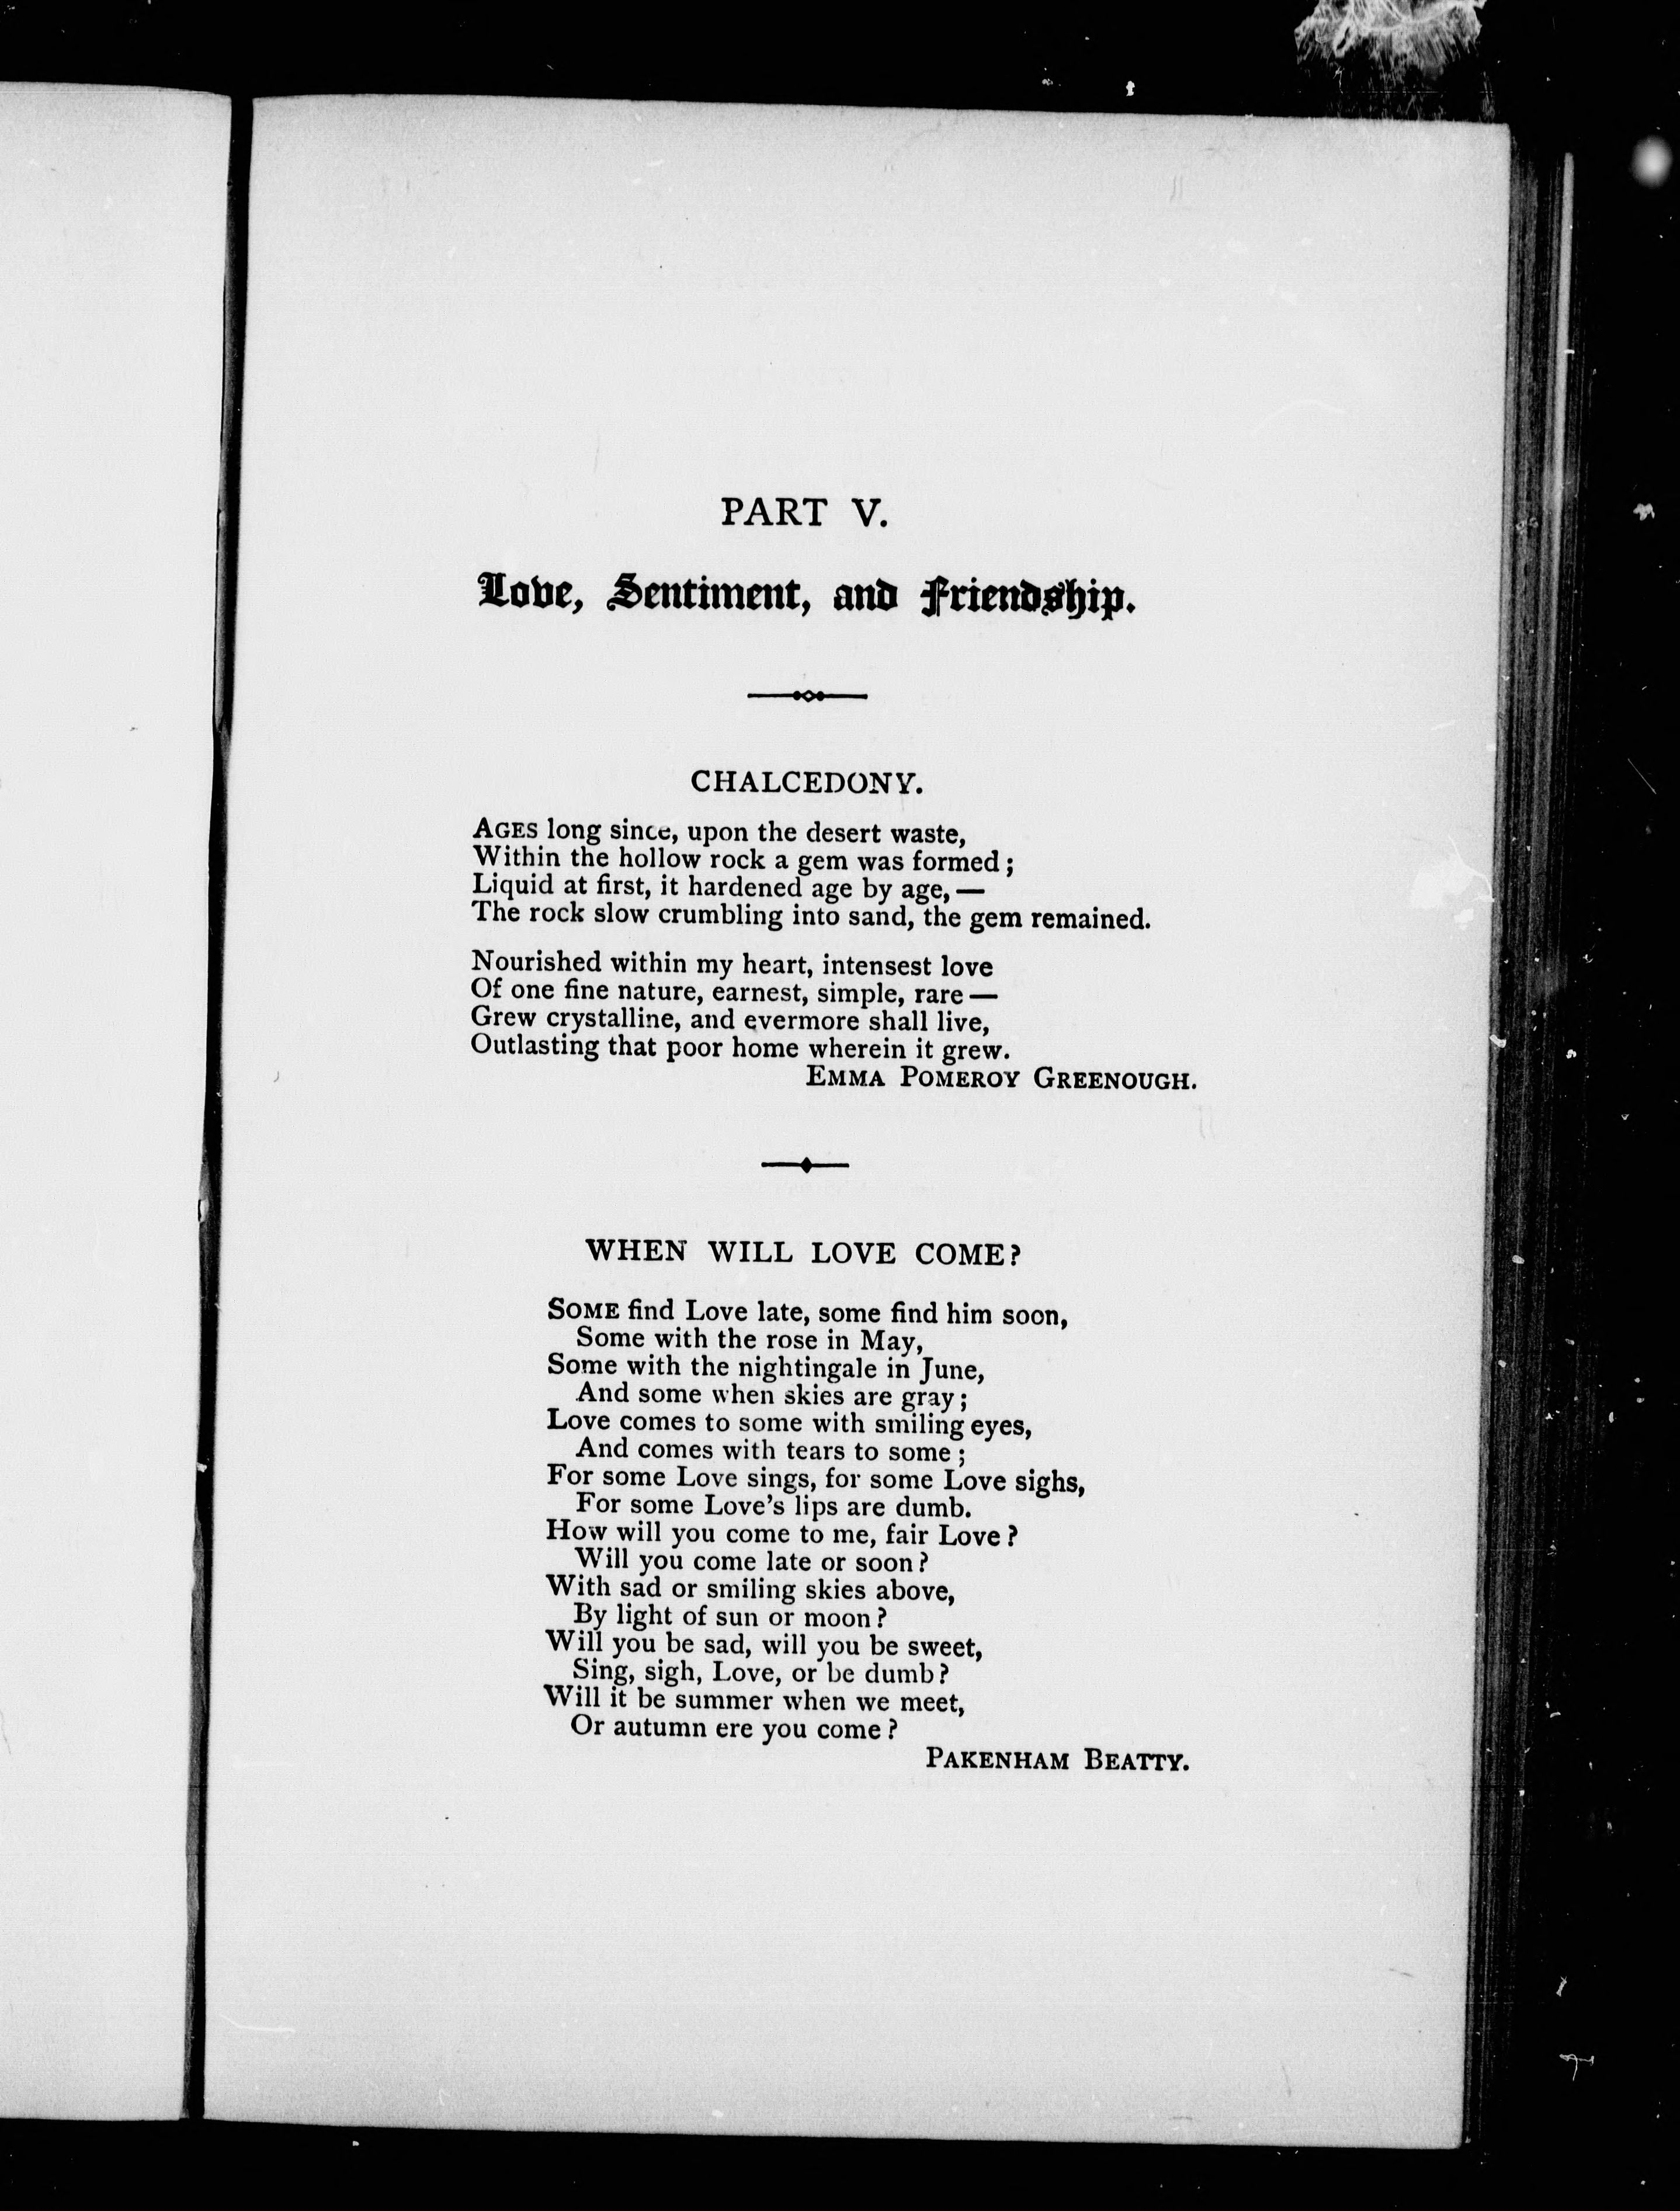 PART V.
Love, Sentiment, and Friendship.
CHALCEDONY.
AGES long since, upon the desert waste,
Within the hollow rock a gem was formed;
Liquid at first, it hardened age by age,—
The rock slow crumbling into sand, the gem remained.
Nourished within my heart, intensest love
Of one fine nature, earnest, simple, rare—
Grew crystalline, and evermore shall live,
Outlasting that poor home wherein it grew.
EMMA POMEROY GREENOUGH.
WHEN WILL LOVE COME?
SOME find Love late, some find him soon,
Some with the rose in May,
Some with the nightingale in June,
And some when skies are gray;
Love comes to some with smiling eyes,
And comes with tears to some;
For some Love sings, for some Love sighs,
For some Love's lips are dumb.
How will you come to me, fair Love?
Will you come late or soon?
With sad or smiling skies above,
By light of sun or moon?
Will you be sad, will you be sweet,
Sing, sigh, Love, or be dumb?
Will it be summer when we meet,
Or autumn ere you come?
PAKENHAM BEATTY.